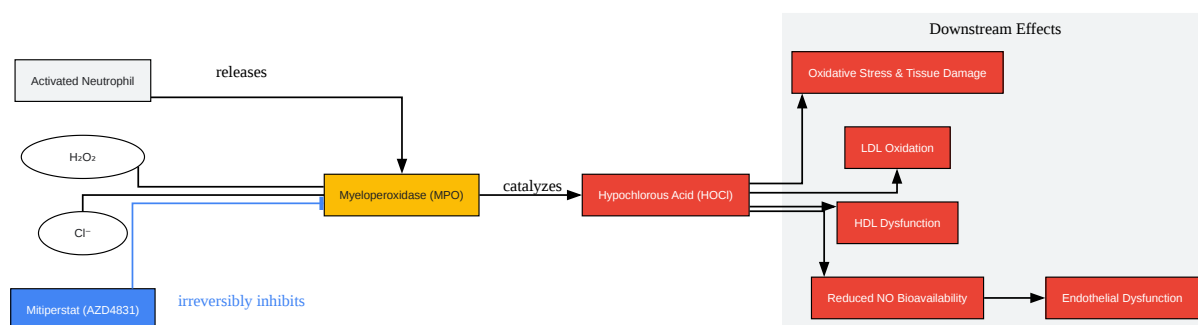 Downstream Effects
Activated Neutrophil
releases
Oxidative Stress & Tissue Damage
H₂O₂
LDL Oxidation
Myeloperoxidase (MPO)
catalyzes
Hypochlorous Acid (HOCl)
Cl⁻
HDL Dysfunction
Mitiperstat (AZD4831)
irreversibly inhibits
Reduced NO Bioavailability
Endothelial Dysfunction